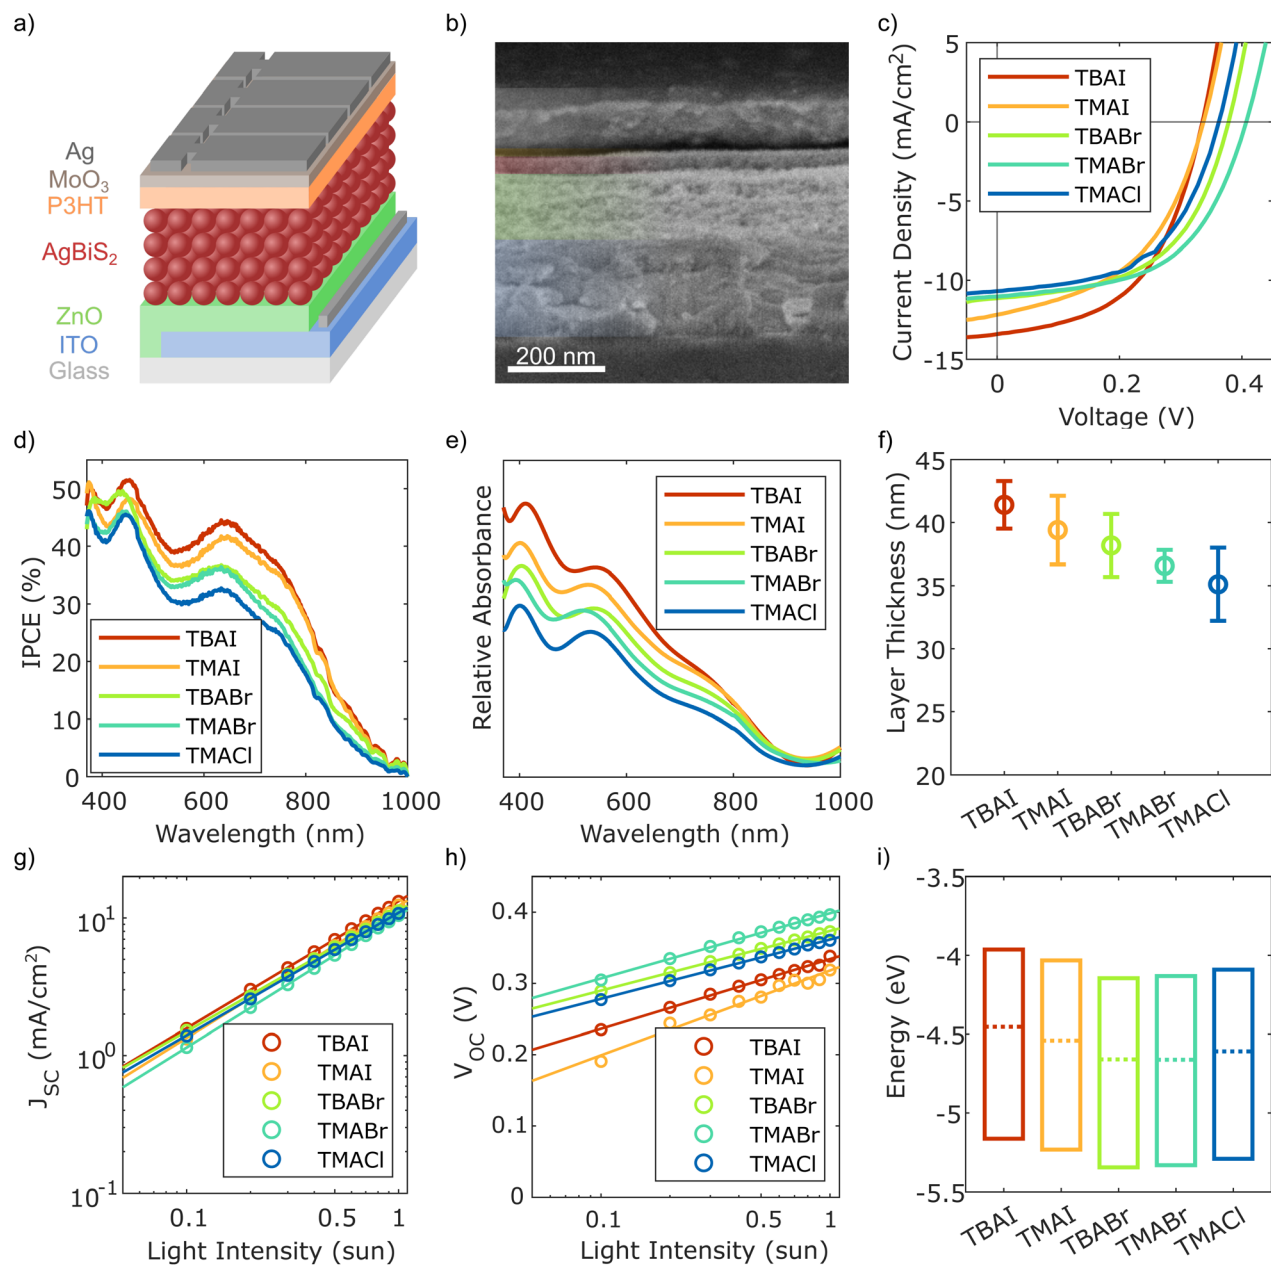 a)
Ag
MoO₃
P3HT
AgBiS₂
ZnO
ITO
Glass
b)
200 nm
c)
Current Density (mA/cm²)
5
0
-5
-10
-15
TBAI
TMAI
TBABr
TMABr
TMACl
0
0.2
0.4
Voltage (V)
d)
IPCE (%)
50
40
30
20
10
0
TBAI
TMAI
TBABr
TMABr
TMACl
400
600
800
1000
Wavelength (nm)
e)
Relative Absorbance
TBAI
TMAI
TBABr
TMABr
TMACl
400
600
800
1000
Wavelength (nm)
f)
Layer Thickness (nm)
45
40
35
30
25
20
TBAI
TMAI
TBABr
TMABr
TMACl
g)
J_SC (mA/cm²)
10¹
10⁰
10⁻¹
TBAI
TMAI
TBABr
TMABr
TMACl
0.1
0.5
1
Light Intensity (sun)
h)
V_OC (V)
0.4
0.3
0.2
0.1
0
TBAI
TMAI
TBABr
TMABr
TMACl
0.1
0.5
1
Light Intensity (sun)
i)
Energy (eV)
-3.5
-4
-4.5
-5
-5.5
TBAI
TMAI
TBABr
TMABr
TMACl